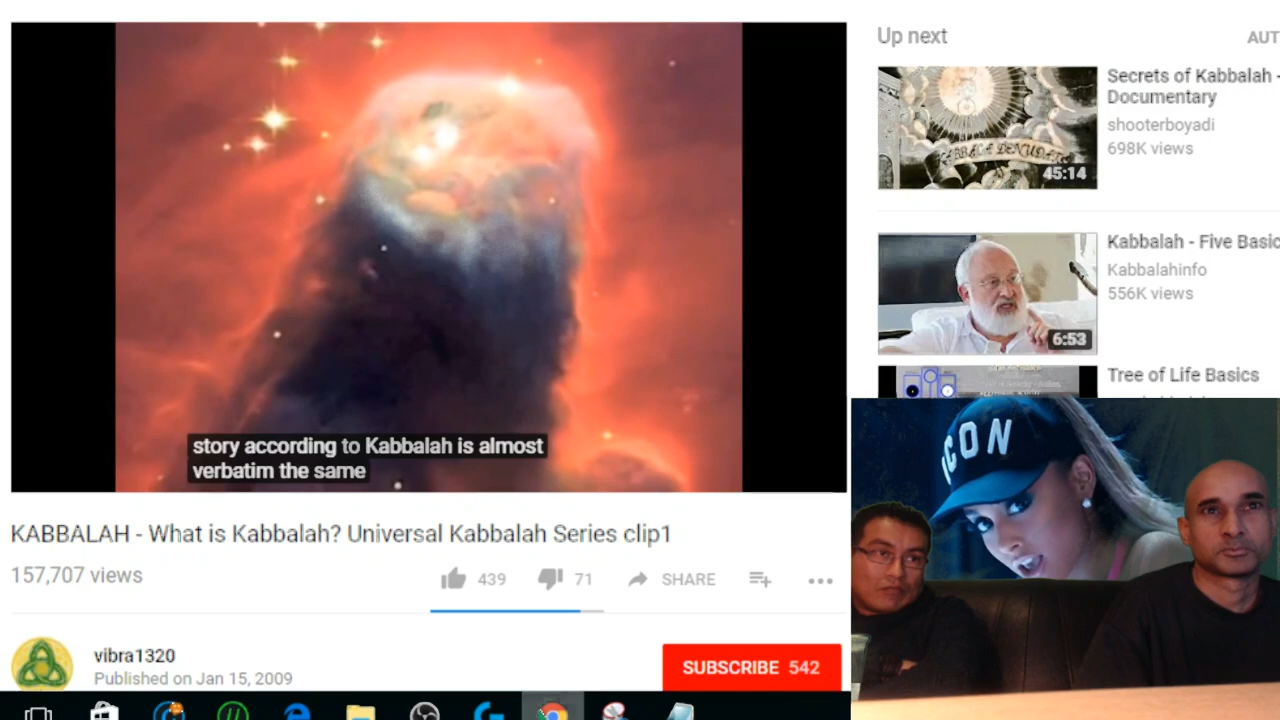 Up next
AUT
Secrets of Kabbalah -
Documentary
shooterboyadi
698K views
KABBALA DENUDATA
45:14
Kabbalah - Five Basic
Kabbalahinfo
556K views
6:53
Tree of Life Basics
story according to Kabbalah is almost
verbatim the same
ICON
KABBALAH - What is Kabbalah? Universal Kabbalah Series clip1
157,707 views
439
71
SHARE
vibra1320
Published on Jan 15, 2009
SUBSCRIBE 542